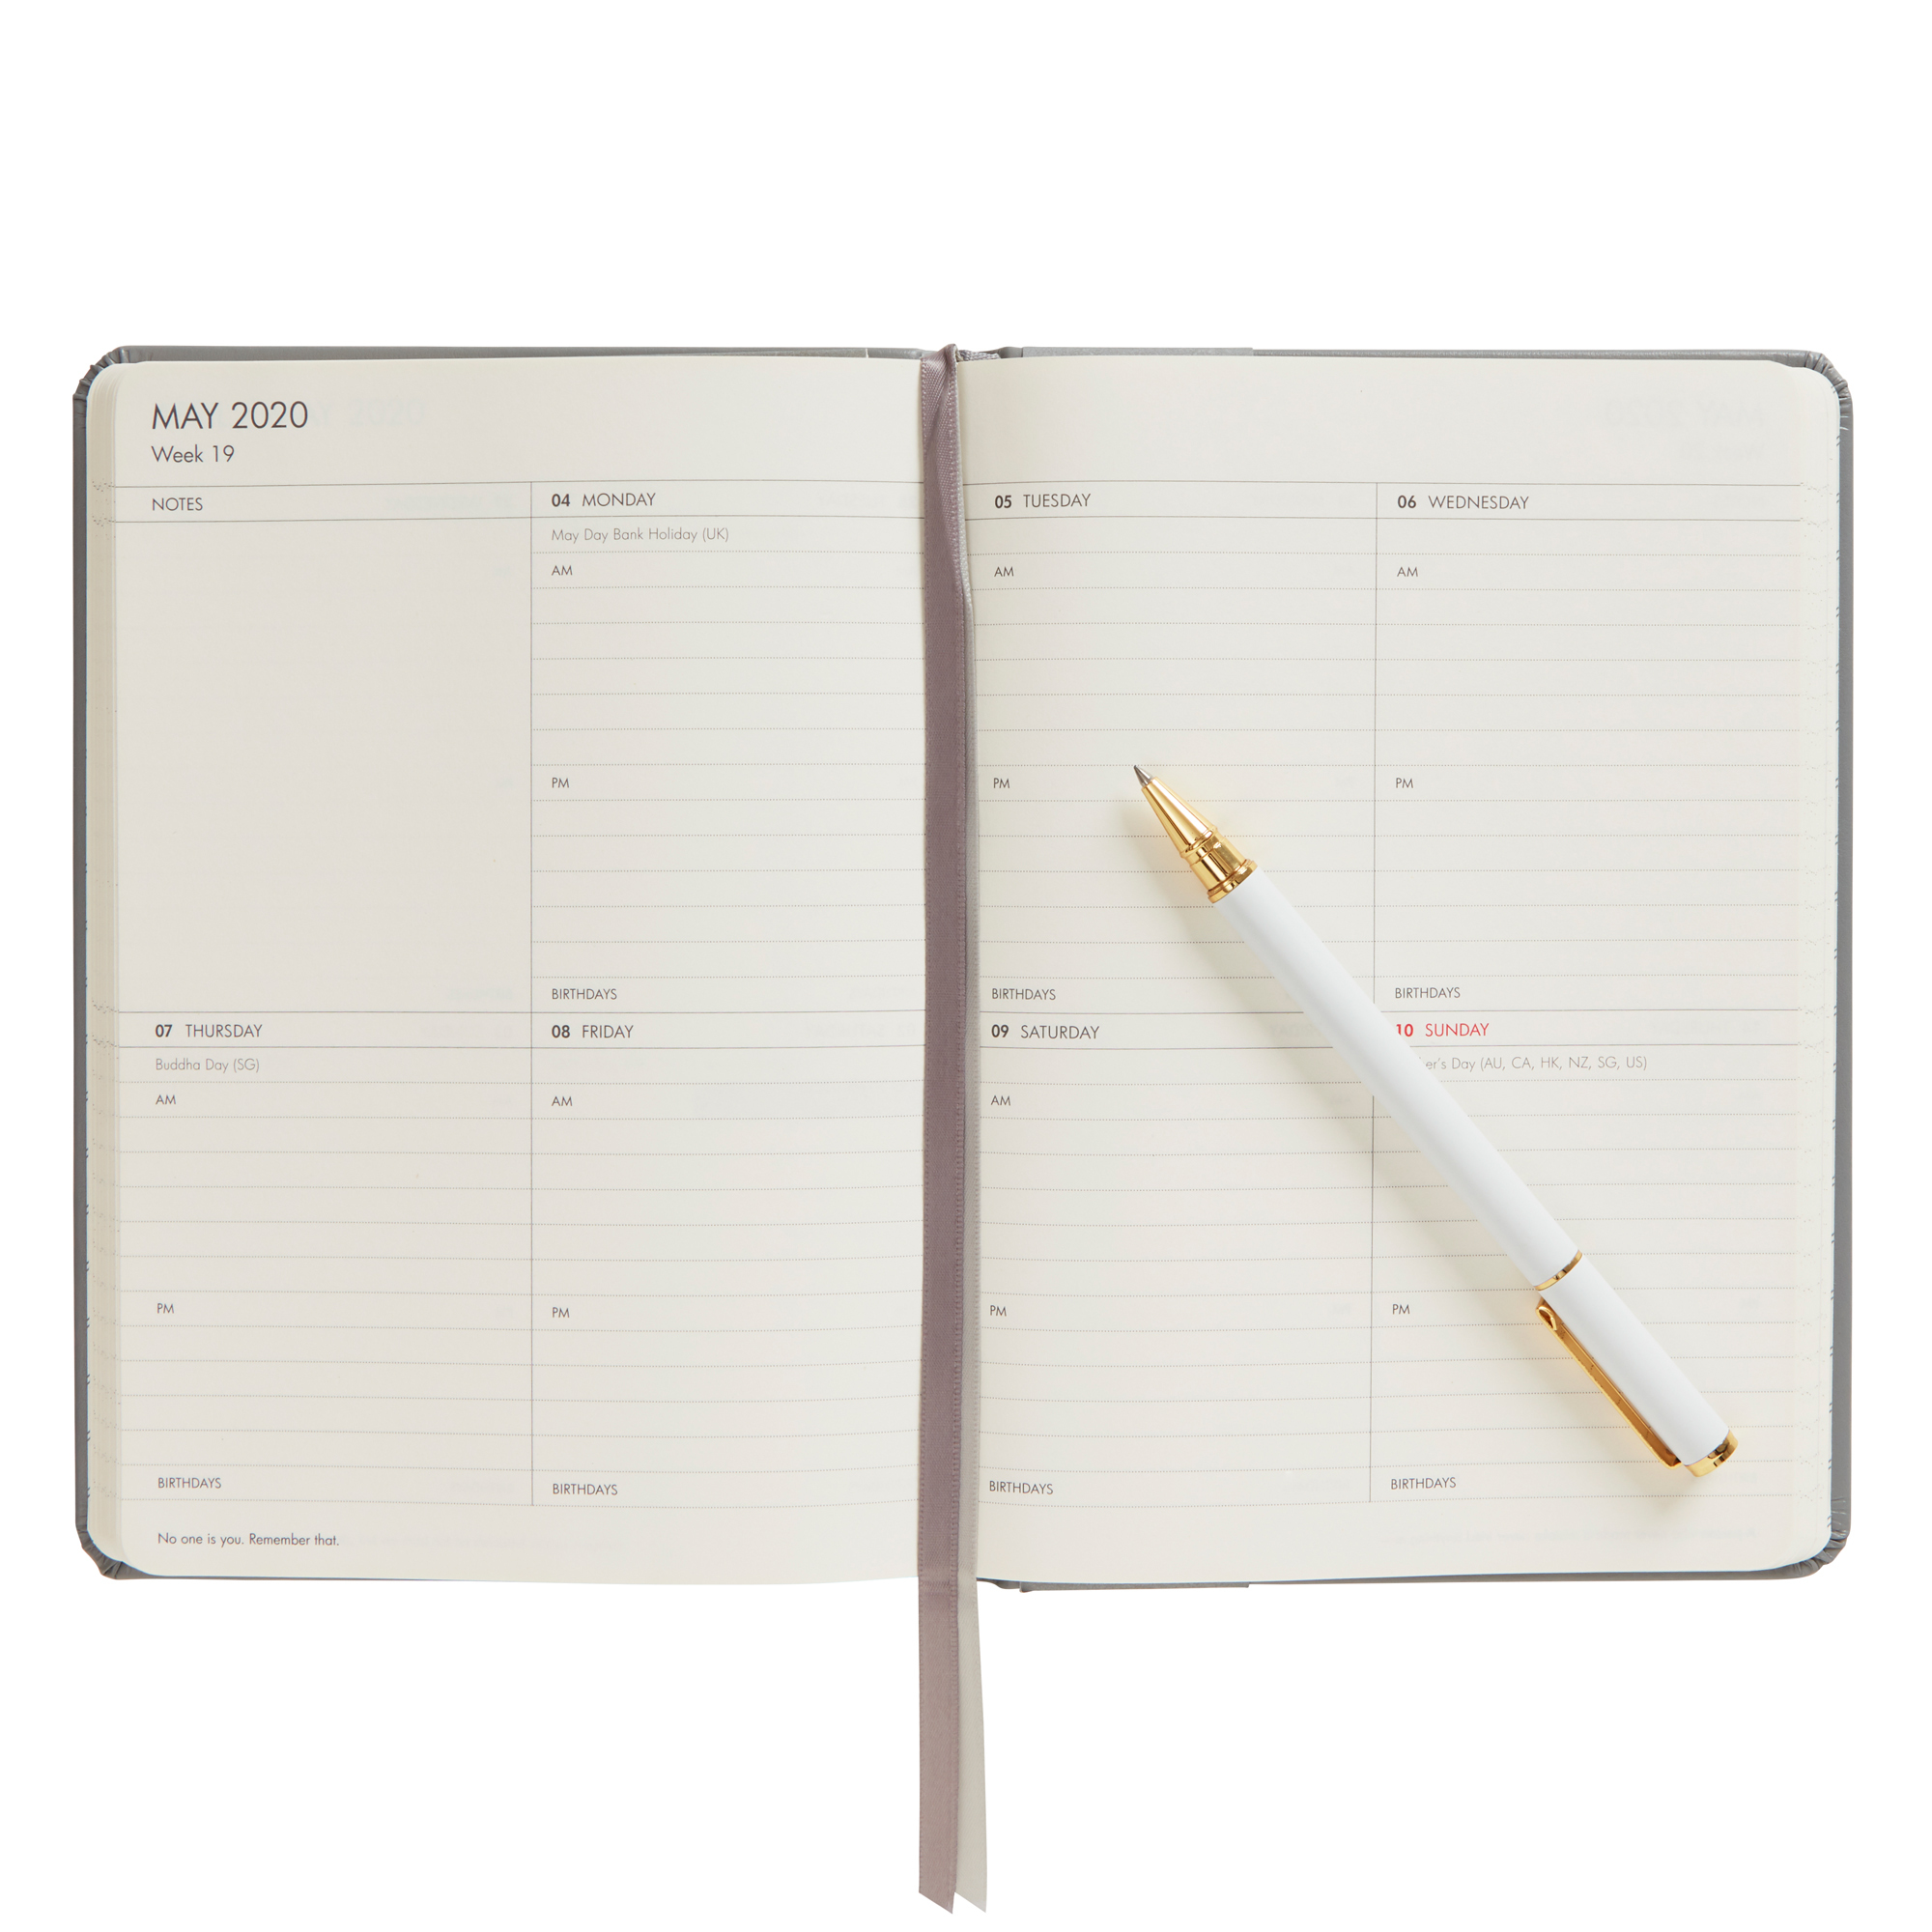 MAY 2020
Week 19
NOTES
04 MONDAY
May Day Bank Holiday (UK)
AM
PM
BIRTHDAYS
05 TUESDAY
AM
PM
BIRTHDAYS
06 WEDNESDAY
AM
PM
BIRTHDAYS
07 THURSDAY
Buddha Day (SG)
AM
PM
BIRTHDAYS
08 FRIDAY
AM
PM
BIRTHDAYS
09 SATURDAY
AM
PM
BIRTHDAYS
10 SUNDAY
er's Day (AU, CA, HK, NZ, SG, US)
PM
BIRTHDAYS
No one is you. Remember that.